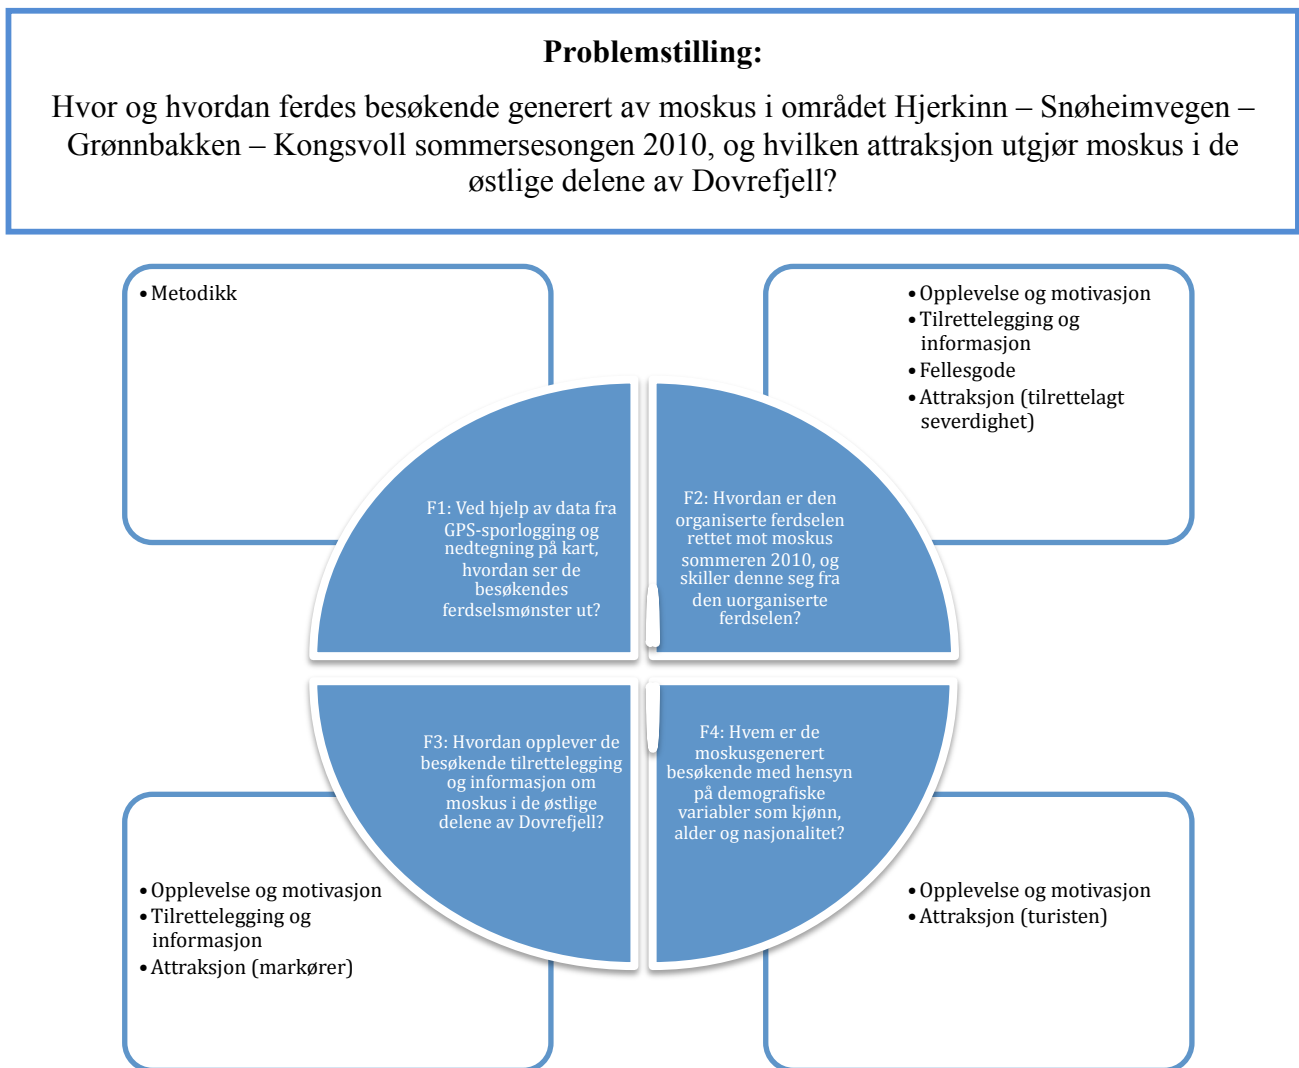 Problemstilling:
Hvor og hvordan ferdes besøkende generert av moskus i området Hjerkinn – Snøheimvegen –
Grønnbakken – Kongsvoll sommersesongen 2010, og hvilken attraksjon utgjør moskus i de
østlige delene av Dovrefjell?
• Metodikk
• Opplevelse og motivasjon
• Tilrettelegging og
informasjon
• Fellesgode
• Attraksjon (tilrettelagt
severdighet)
F1: Ved hjelp av data fra
GPS-sporlogging og
nedtegning på kart,
hvordan ser de
besøkendes
ferdselsmønster ut?
F2: Hvordan er den
organiserte ferdselen
rettet mot moskus
sommeren 2010, og
skiller denne seg fra
den uorganiserte
ferdselen?
F3: Hvordan opplever de
besøkende tilrettelegging
og informasjon om
moskus i de østlige
delene av Dovrefjell?
F4: Hvem er de
moskusgenerert
besøkende med hensyn
på demografiske
variabler som kjønn,
alder og nasjonalitet?
• Opplevelse og motivasjon
• Tilrettelegging og
informasjon
• Attraksjon (markører)
• Opplevelse og motivasjon
• Attraksjon (turisten)